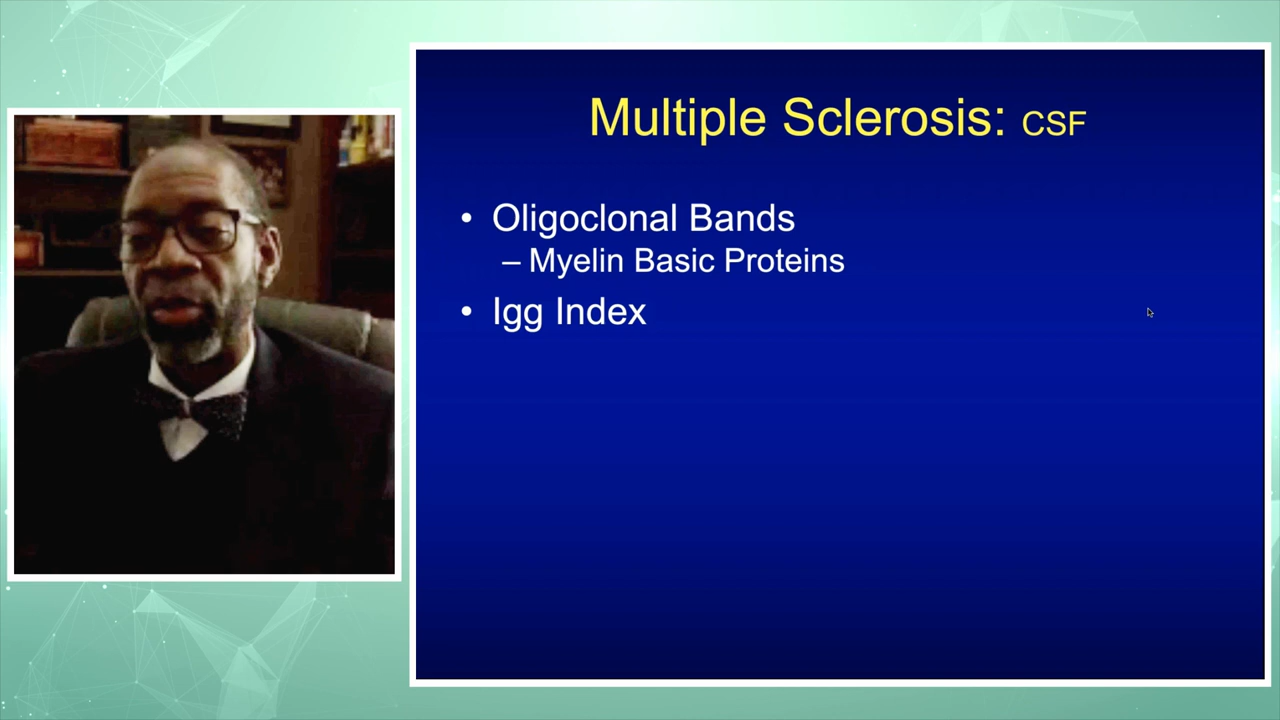 Multiple Sclerosis: CSF
• Oligoclonal Bands
– Myelin Basic Proteins
• Igg Index